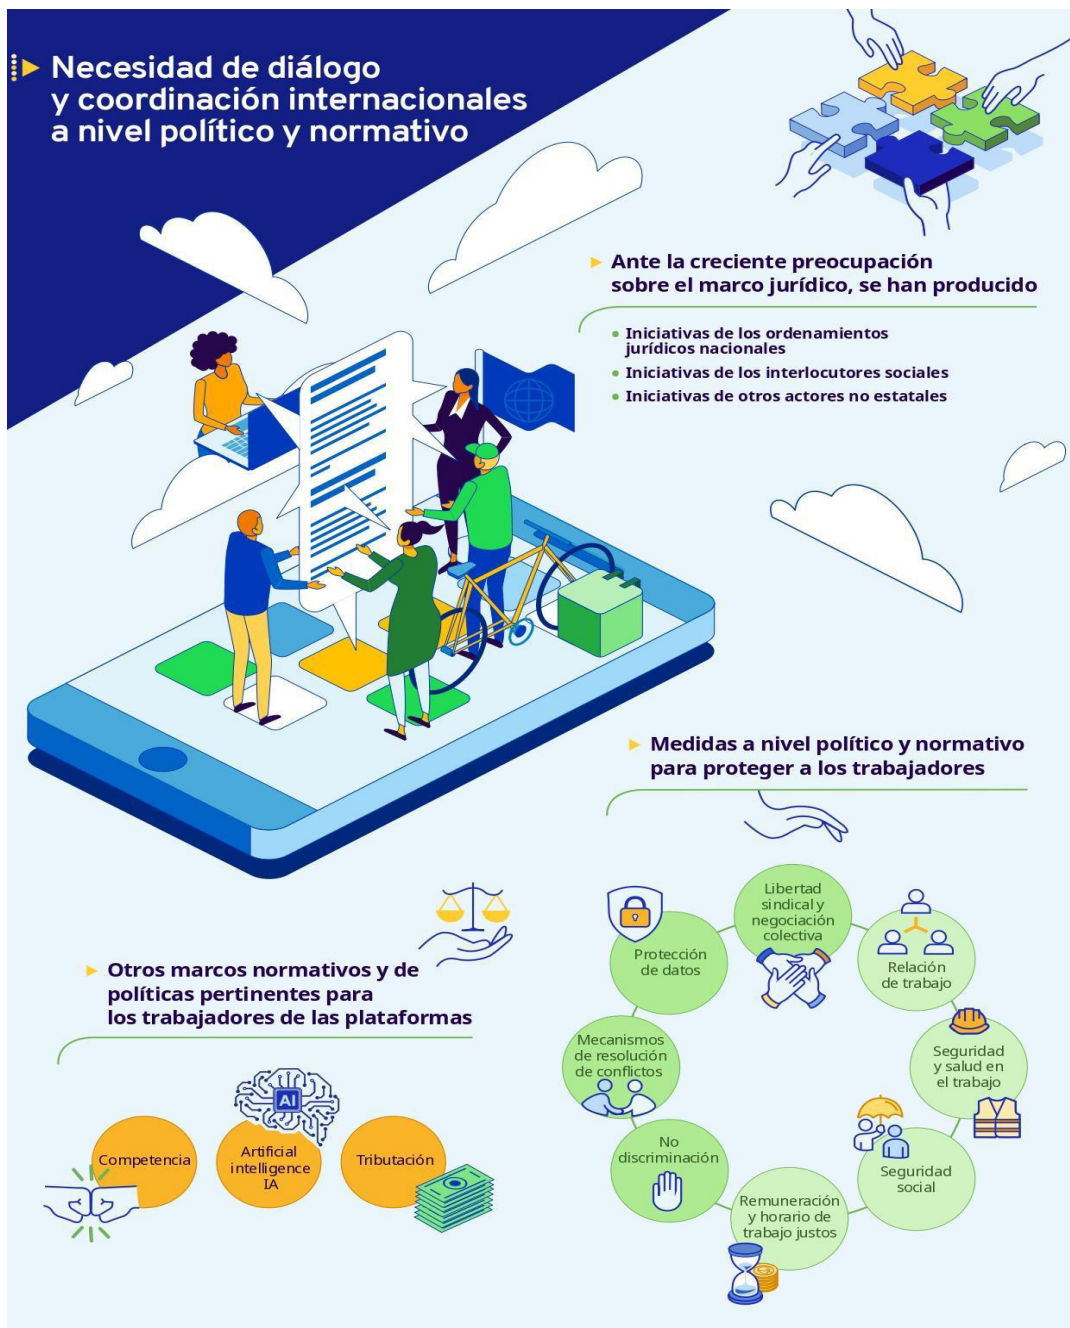 Necesidad de diálogo
y coordinación internacionales
a nivel político y normativo
Ante la creciente preocupación
sobre el marco jurídico, se han producido
Iniciativas de los ordenamientos
jurídicos nacionales
Iniciativas de los interlocutores sociales
Iniciativas de otros actores no estatales
Medidas a nivel político y normativo
para proteger a los trabajadores
Libertad
sindical y
negociación
colectiva
Relación
de trabajo
Seguridad
y salud en
el trabajo
Seguridad
social
Remuneración
y horario de
trabajo justos
No
discriminación
Mecanismos
de resolución
de conflictos
Protección
de datos
Otros marcos normativos y de
políticas pertinentes para
los trabajadores de las plataformas
Competencia
AI
Artificial
intelligence
IA
Tributación